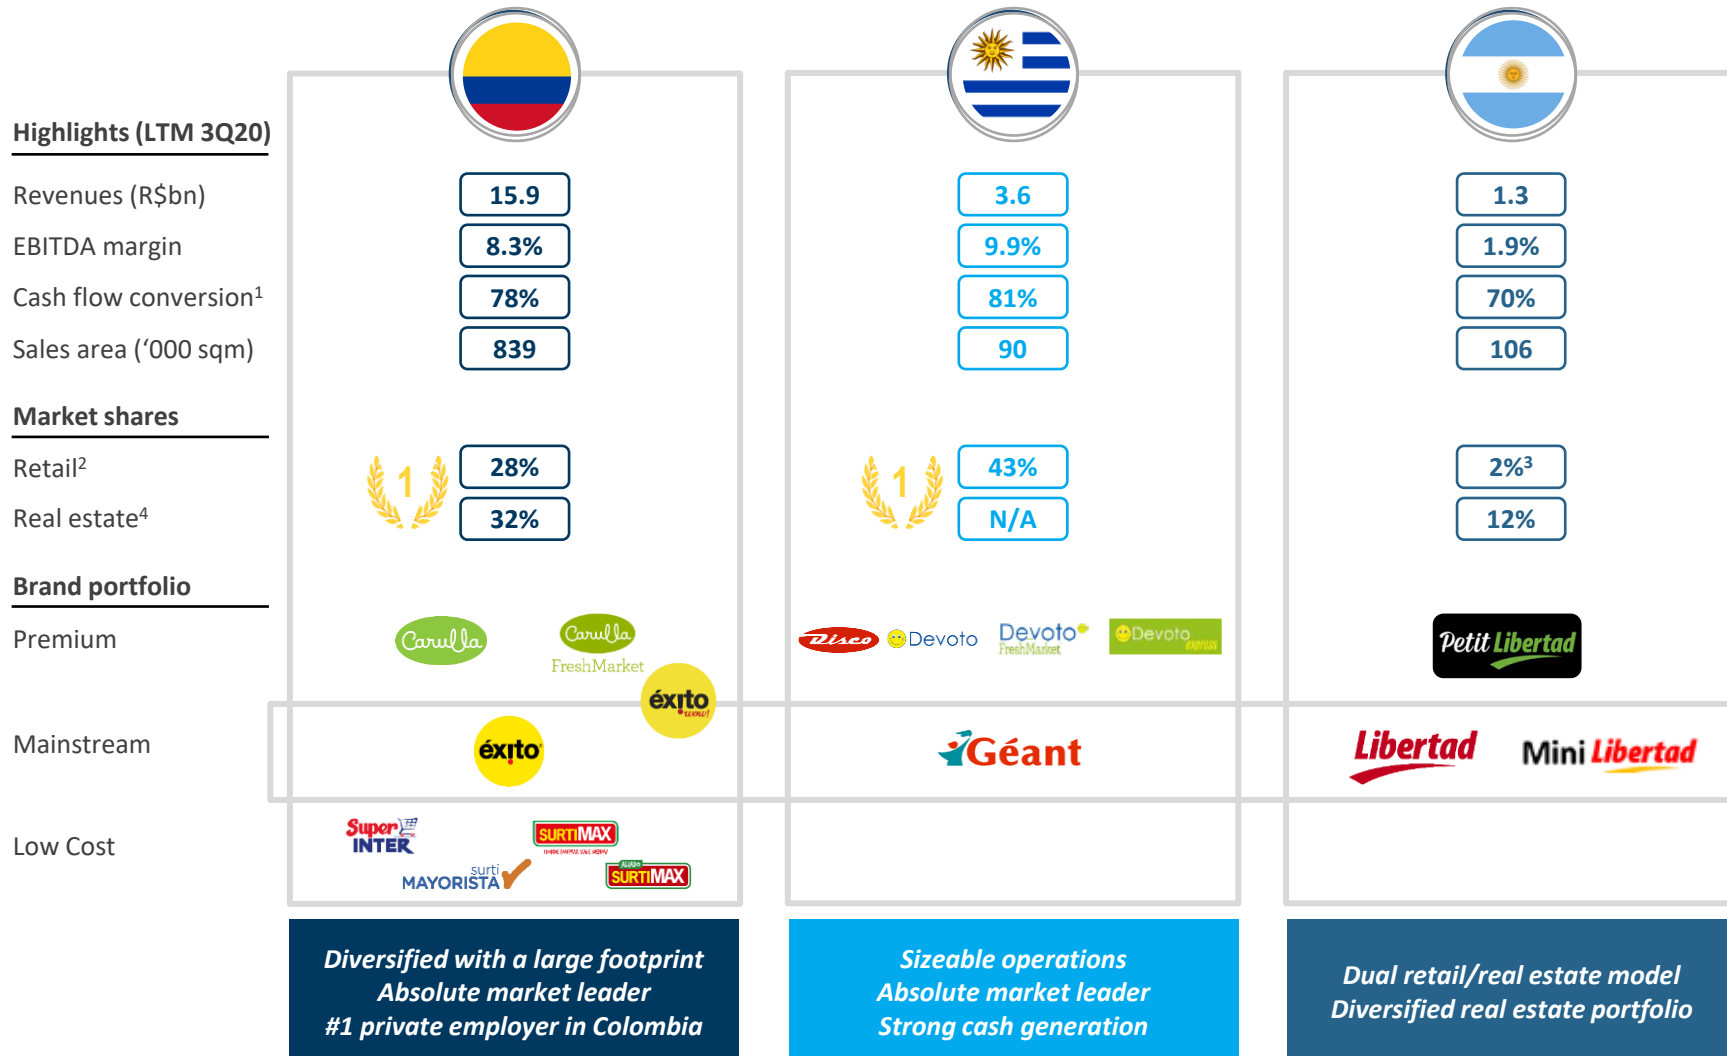 Highlights (LTM 3Q20)
Revenues (R$bn) 15.9 3.6 1.3
EBITDA margin 8.3% 9.9% 1.9%
Cash flow conversion¹ 78% 81% 70%
Sales area (‘000 sqm) 839 90 106
Market shares
1 1
Retail² 28% 43% 2%³
Real estate⁴ 32% N/A 12%
Brand portfolio
Premium
Carulla
Carulla
FreshMarket
Disco
Devoto
Devoto
FreshMarket
Devoto
express
Petit Libertad
éxito
wow!
Mainstream
éxito
Géant
Libertad
Mini Libertad
Low Cost
Super
INTER
SURTIMAX
surti
MAYORISTA
ALIADO
SURTIMAX
Diversified with a large footprint
Absolute market leader
#1 private employer in Colombia
Sizeable operations
Absolute market leader
Strong cash generation
Dual retail/real estate model
Diversified real estate portfolio